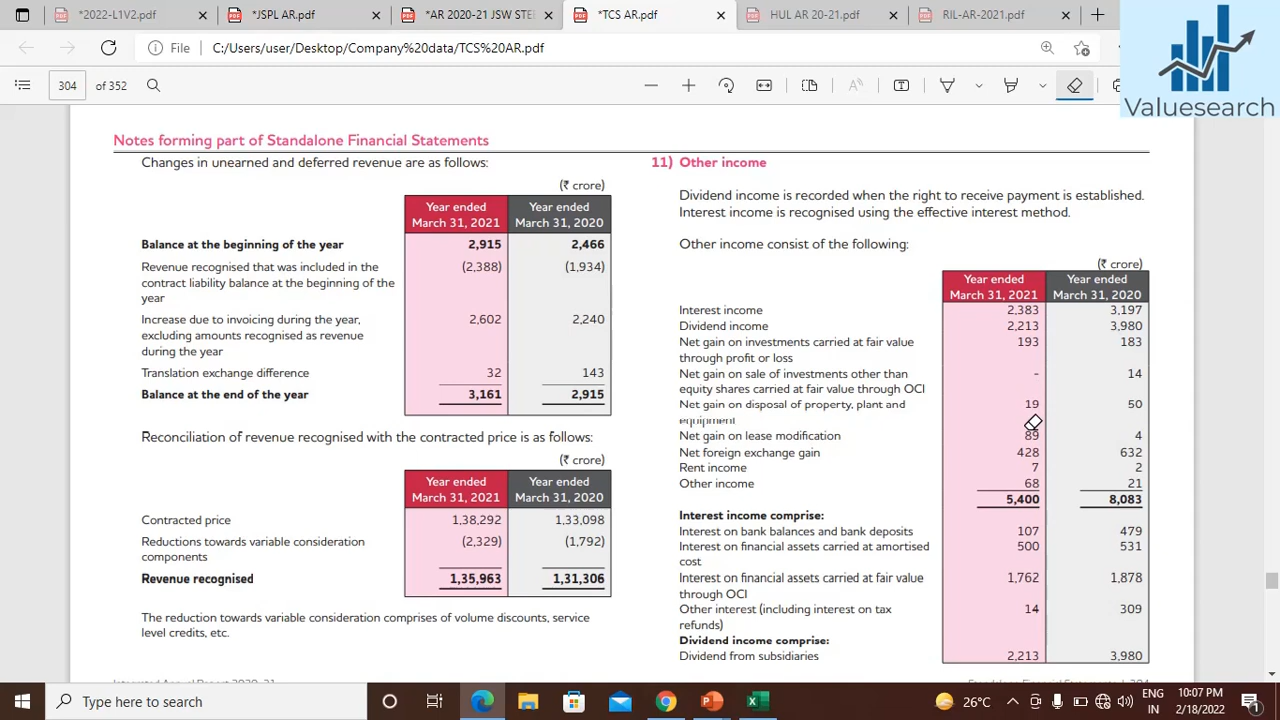 *2022-L1V2.pdf
*JSPL AR.pdf
*AR 2020-21 JSW STEE
*TCS AR.pdf
HUL AR 20-21.pdf
RIL-AR-2021.pdf
File
C:/Users/user/Desktop/Company%20data/TCS%20AR.pdf
304 of 352
Valuesearch
Notes forming part of Standalone Financial Statements
Changes in unearned and deferred revenue are as follows:
(₹ crore)
Year ended Year ended
March 31, 2021 March 31, 2020
Balance at the beginning of the year 2,915 2,466
Revenue recognised that was included in the (2,388) (1,934)
contract liability balance at the beginning of the
year
Increase due to invoicing during the year, 2,602 2,240
excluding amounts recognised as revenue
during the year
Translation exchange difference 32 143
Balance at the end of the year 3,161 2,915
Reconciliation of revenue recognised with the contracted price is as follows:
(₹ crore)
Year ended Year ended
March 31, 2021 March 31, 2020
Contracted price 1,38,292 1,33,098
Reductions towards variable consideration (2,329) (1,792)
components
Revenue recognised 1,35,963 1,31,306
The reduction towards variable consideration comprises of volume discounts, service
level credits, etc.
11) Other income
Dividend income is recorded when the right to receive payment is established.
Interest income is recognised using the effective interest method.
Other income consist of the following:
(₹ crore)
Year ended Year ended
March 31, 2021 March 31, 2020
Interest income 2,383 3,197
Dividend income 2,213 3,980
Net gain on investments carried at fair value 193 183
through profit or loss
Net gain on sale of investments other than - 14
equity shares carried at fair value through OCI
Net gain on disposal of property, plant and 19 50
equipment
Net gain on lease modification 89 4
Net foreign exchange gain 428 632
Rent income 7 2
Other income 68 21
5,400 8,083
Interest income comprise:
Interest on bank balances and bank deposits 107 479
Interest on financial assets carried at amortised 500 531
cost
Interest on financial assets carried at fair value 1,762 1,878
through OCI
Other interest (including interest on tax 14 309
refunds)
Dividend income comprise:
Dividend from subsidiaries 2,213 3,980
Integrated Annual Report 2020-21
Standalone Financial Statements I 304
Type here to search
26°C
ENG
IN
10:07 PM
2/18/2022
1